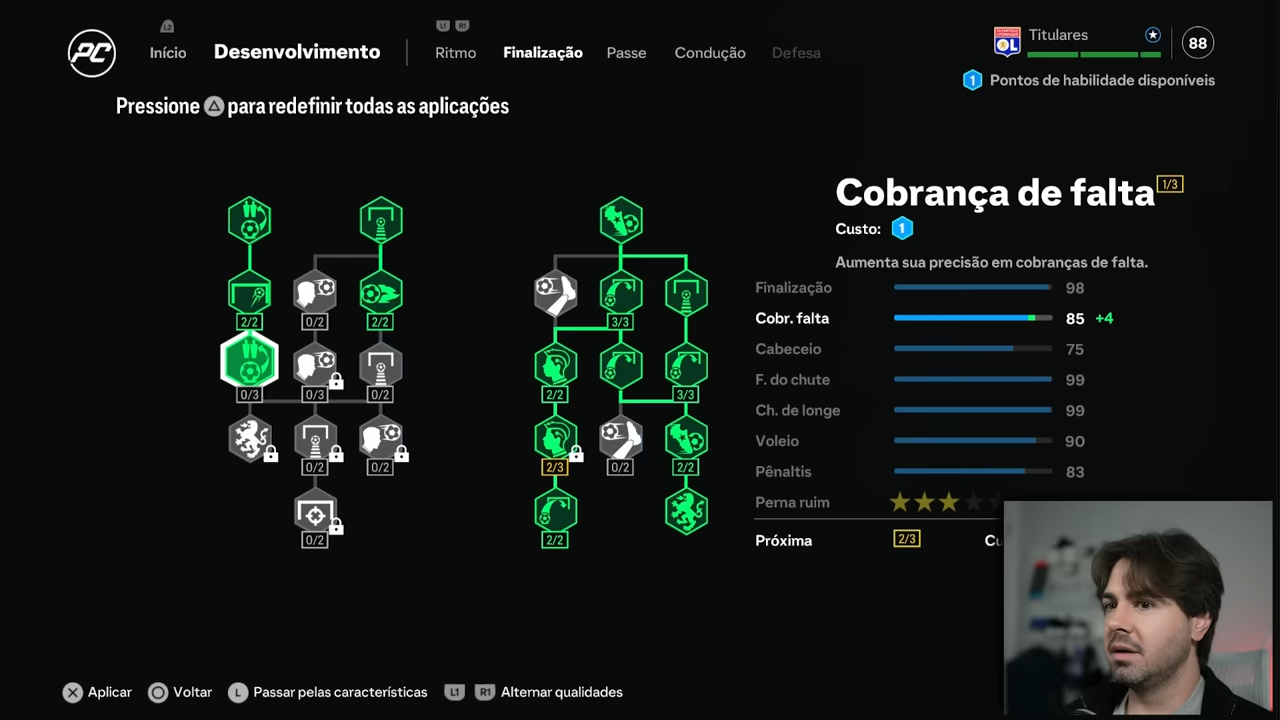 L2
L1 R1
PC Início Desenvolvimento Ritmo Finalização Passe Condução Defesa
OL Titulares 88
1 Pontos de habilidade disponíveis
Pressione para redefinir todas as aplicações
Cobrança de falta 1/3
Custo: 1
Aumenta sua precisão em cobranças de falta.
Finalização 98
Cobr. falta 85 +4
Cabeceio 75
F. do chute 99
Ch. de longe 99
Voleio 90
Pênaltis 83
Perna ruim
Próxima 2/3
2/2 0/2 2/2 3/3
0/3 0/3 0/2 2/2 3/3
0/2 0/2 2/3 0/2 2/2
0/2 2/2
Aplicar Voltar L Passar pelas características L1 R1 Alternar qualidades